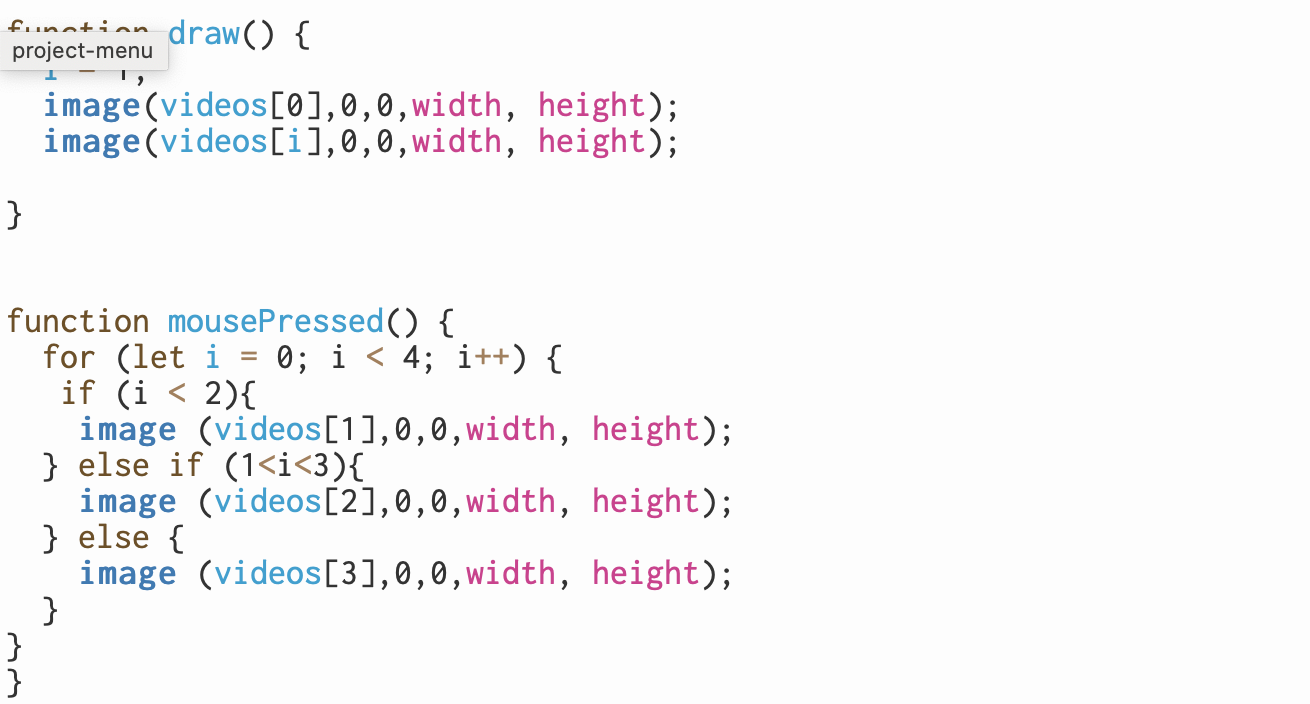 function draw() {
project-menu
i = 1;
image(videos[0],0,0,width, height);
image(videos[i],0,0,width, height);
}
function mousePressed() {
for (let i = 0; i < 4; i++) {
if (i < 2){
image (videos[1],0,0,width, height);
} else if (1<i<3){
image (videos[2],0,0,width, height);
} else {
image (videos[3],0,0,width, height);
}
}
}